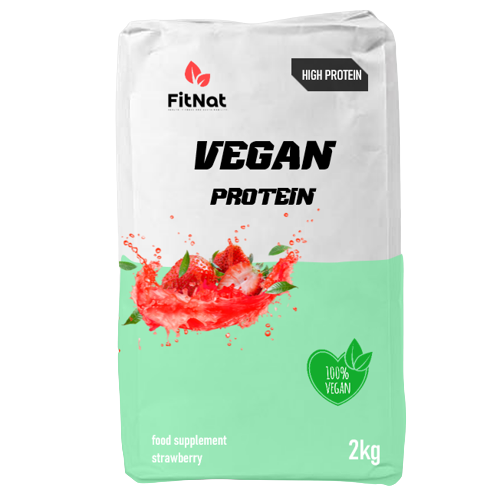 HIGH PROTEIN
FitNat
VEGAN
PROTEIN
100%
VEGAN
food supplement
strawberry
2kg